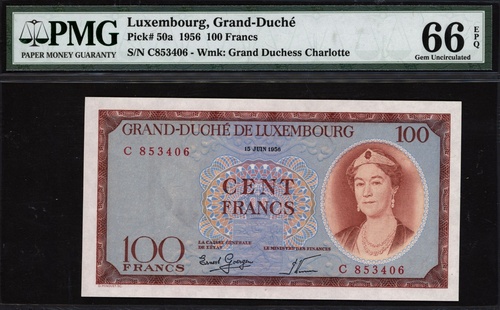 PMG
PAPER MONEY GUARANTY
Luxembourg, Grand-Duché
Pick# 50a 1956 100 Francs
S/N C853406 - Wmk: Grand Duchess Charlotte
66 EPQ
Gem Uncirculated
GRAND-DUCHÉ DE LUXEMBOURG 100
15 JUIN 1956
C 853406
CENT
FRANCS
LA CAISSE GÉNÉRALE
DE L'ÉTAT
LE MINISTRE DES FINANCES
100
FRANCS
C 853406